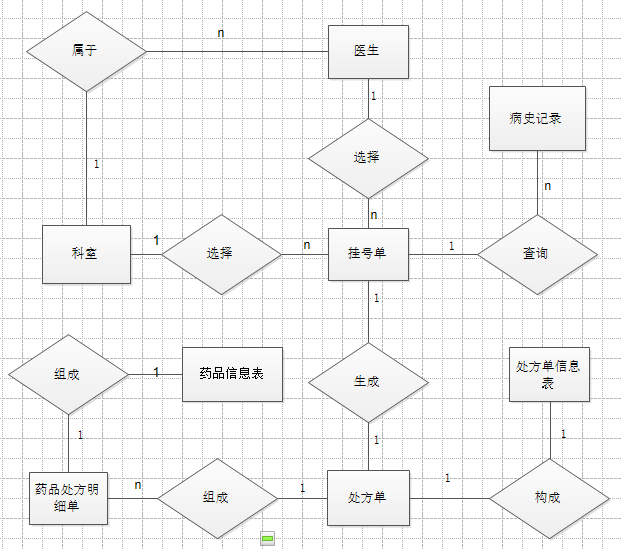 n
属于
医生
1
病史记录
选择
1
n
n
科室
1
选择
n
挂号单
1
查询
1
组成
1
药品信息表
生成
处方单信息
表
1
1
1
药品处方明
细单
n
组成
1
处方单
1
构成